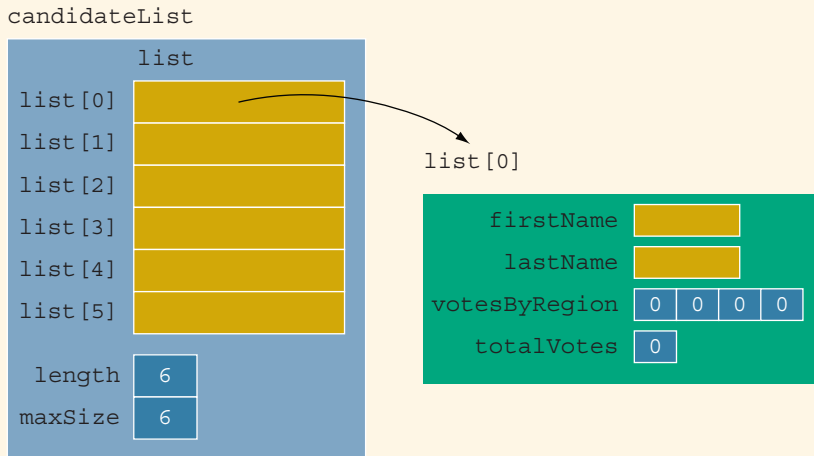 candidateList
list
list[0]
list[1]
list[2]
list[3]
list[4]
list[5]
length 6
maxSize 6
list[0]
firstName
lastName
votesByRegion 0 0 0 0
totalVotes 0